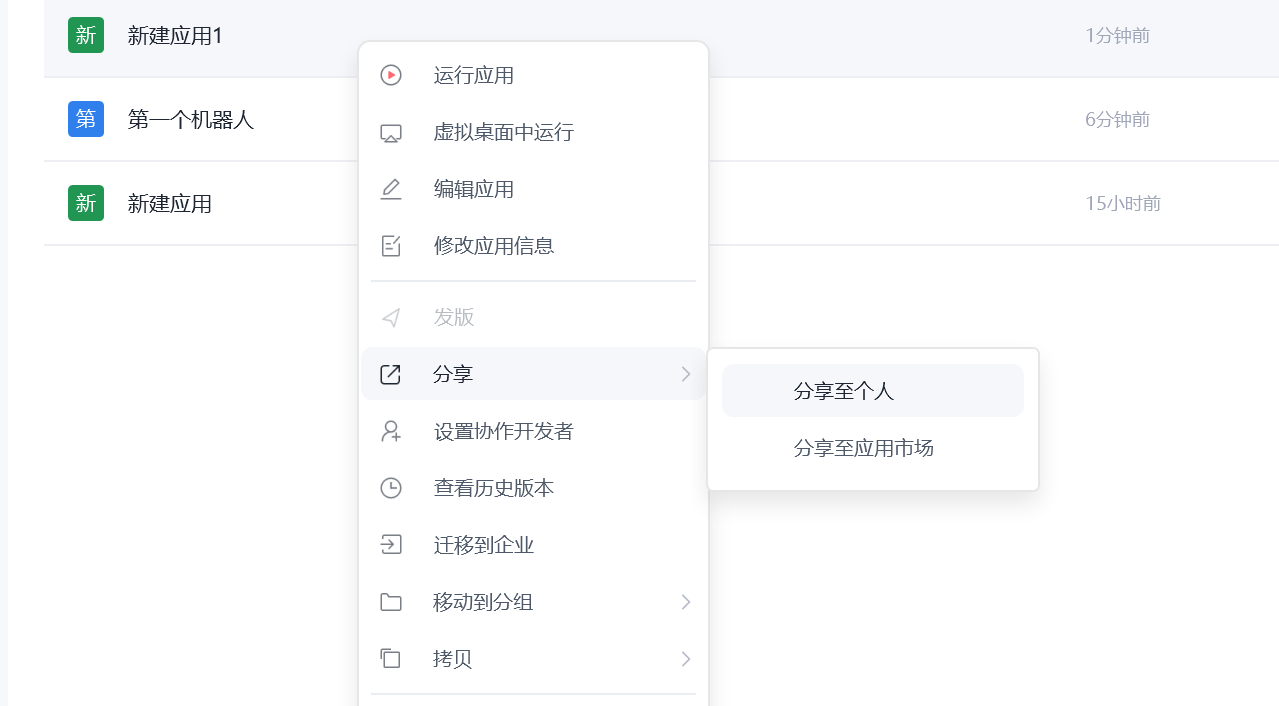 新 新建应用1 1分钟前
第 第一个机器人 6分钟前
新 新建应用 15小时前
运行应用
虚拟桌面中运行
编辑应用
修改应用信息
发版
分享
分享至个人
分享至应用市场
设置协作开发者
查看历史版本
迁移到企业
移动到分组
拷贝